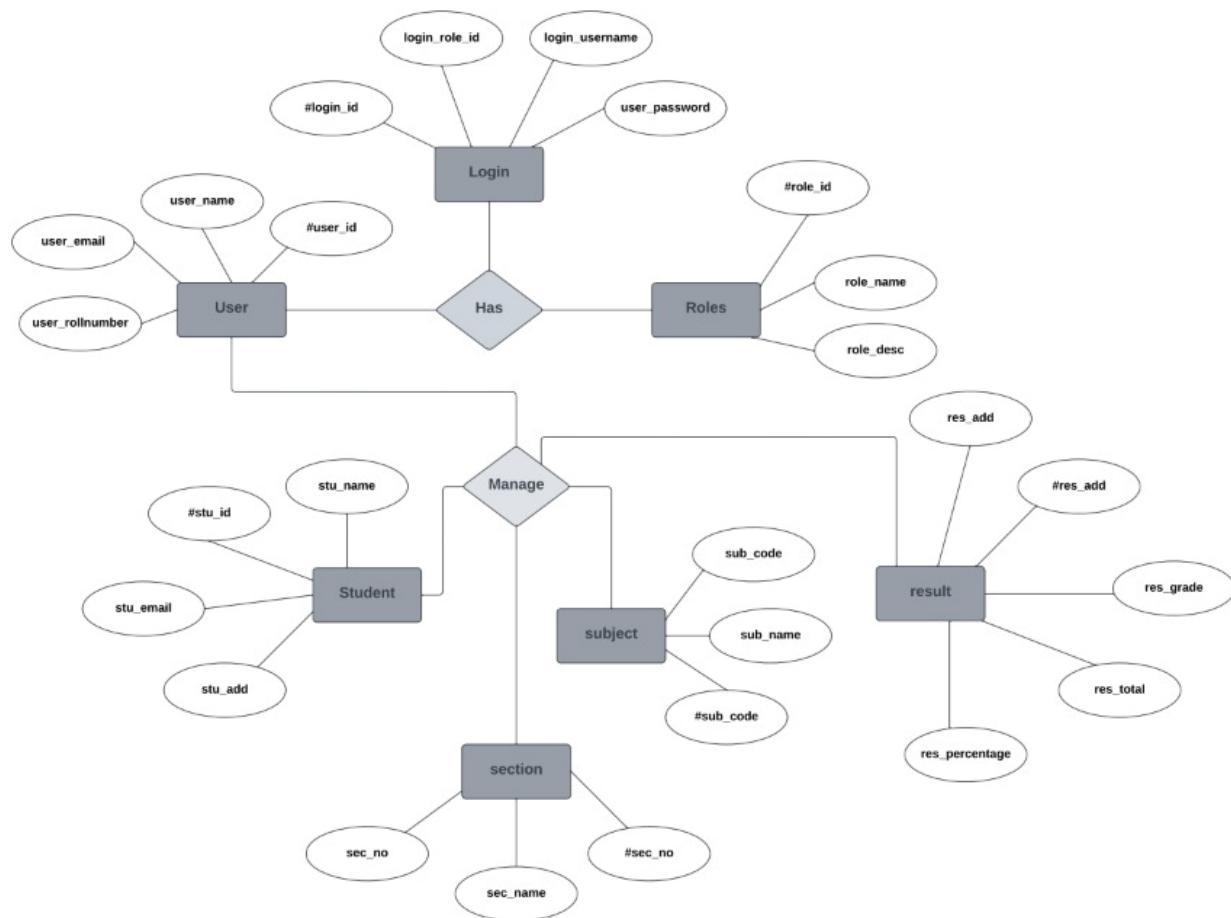 login_role_id
login_username
#login_id
user_password
Login
#role_id
user_name
user_email
#user_id
role_name
User
Has
Roles
user_rollnumber
role_desc
res_add
stu_name
Manage
#res_add
#stu_id
sub_code
stu_email
Student
result
res_grade
subject
sub_name
stu_add
res_total
#sub_code
res_percentage
section
sec_no
#sec_no
sec_name